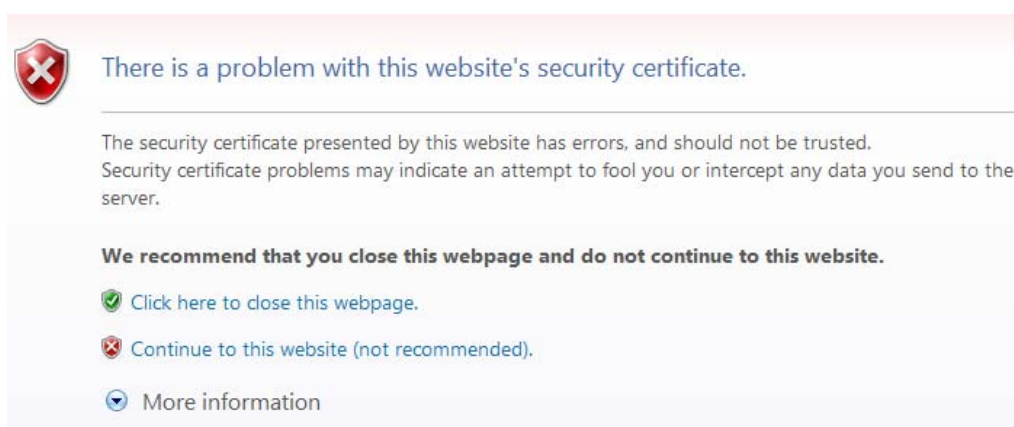 There is a problem with this website's security certificate.
The security certificate presented by this website has errors, and should not be trusted.
Security certificate problems may indicate an attempt to fool you or intercept any data you send to the
server.
We recommend that you close this webpage and do not continue to this website.
Click here to close this webpage.
Continue to this website (not recommended).
More information